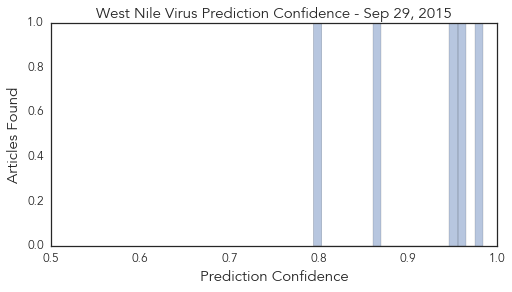 West Nile Virus Prediction Confidence - Sep 29, 2015
1.0
0.8
0.6
0.4
0.2
0.0
Articles Found
0.5 0.6 0.7 0.8 0.9 1.0
Prediction Confidence